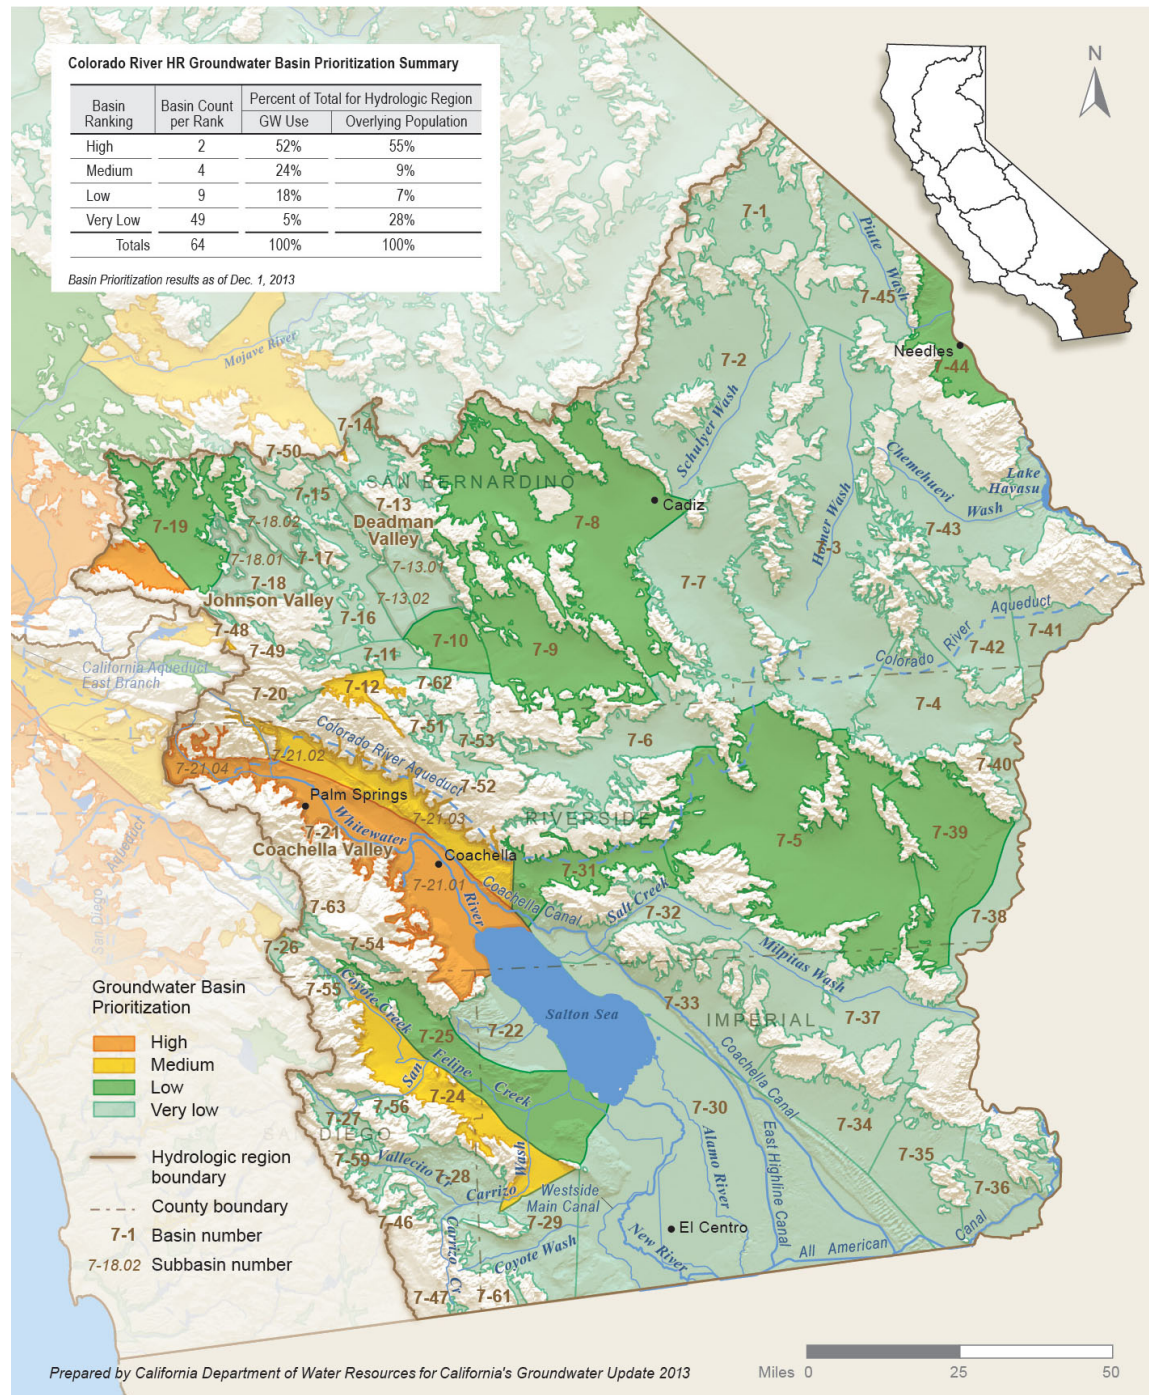 Colorado River HR Groundwater Basin Prioritization Summary
Basin Ranking
Basin Count per Rank
Percent of Total for Hydrologic Region
GW Use
Overlying Population
High 2 52% 55%
Medium 4 24% 9%
Low 9 18% 7%
Very Low 49 5% 28%
Totals 64 100% 100%
Basin Prioritization results as of Dec. 1, 2013
N
7-1
Piute Wash
7-45
Mojave River
7-2
Needles
7-44
7-14
7-50
Schulyer Wash
Chemehuevi Wash
Lake Havasu
SAN BERNARDINO
7-15
7-13
Deadman Valley
Cadiz
7-19
7-18.02
7-8
Homer Wash
7-43
7-3
7-18.01
7-17
7-13.01
7-18
Johnson Valley
7-7
7-13.02
7-16
Colorado River Aqueduct
7-41
7-42
7-48
7-49
7-10
7-9
7-11
California Aqueduct
East Branch
7-20
7-12
7-62
7-4
7-51
7-53
7-6
Colorado River Aqueduct
7-21.02
7-21.04
7-52
7-40
Palm Springs
7-21.03
RIVERSIDE
7-21
Coachella Valley
Whitewater River
7-5
7-39
Coachella
7-31
7-21.01
Coachella Canal
Salt Creek
San Diego Aqueduct
7-63
7-32
7-38
7-26
7-54
Milpitas Wash
7-55
Coyote Creek
7-33
Salton Sea
IMPERIAL
7-37
7-25
7-22
San Felipe Creek
Coachella Canal
7-24
7-56
7-27
7-30
7-34
SAN DIEGO
Alamo River
East Highline Canal
7-35
7-59
Vallecito Cr
7-28
Carrizo Wash
Westside
Main Canal
7-36
7-46
7-29
El Centro
Carrizo Cr
Coyote Wash
New River
All American Canal
7-47
7-61
Groundwater Basin
Prioritization
High
Medium
Low
Very low
Hydrologic region
boundary
County boundary
7-1 Basin number
7-18.02 Subbasin number
Prepared by California Department of Water Resources for California's Groundwater Update 2013
Miles 0 25 50